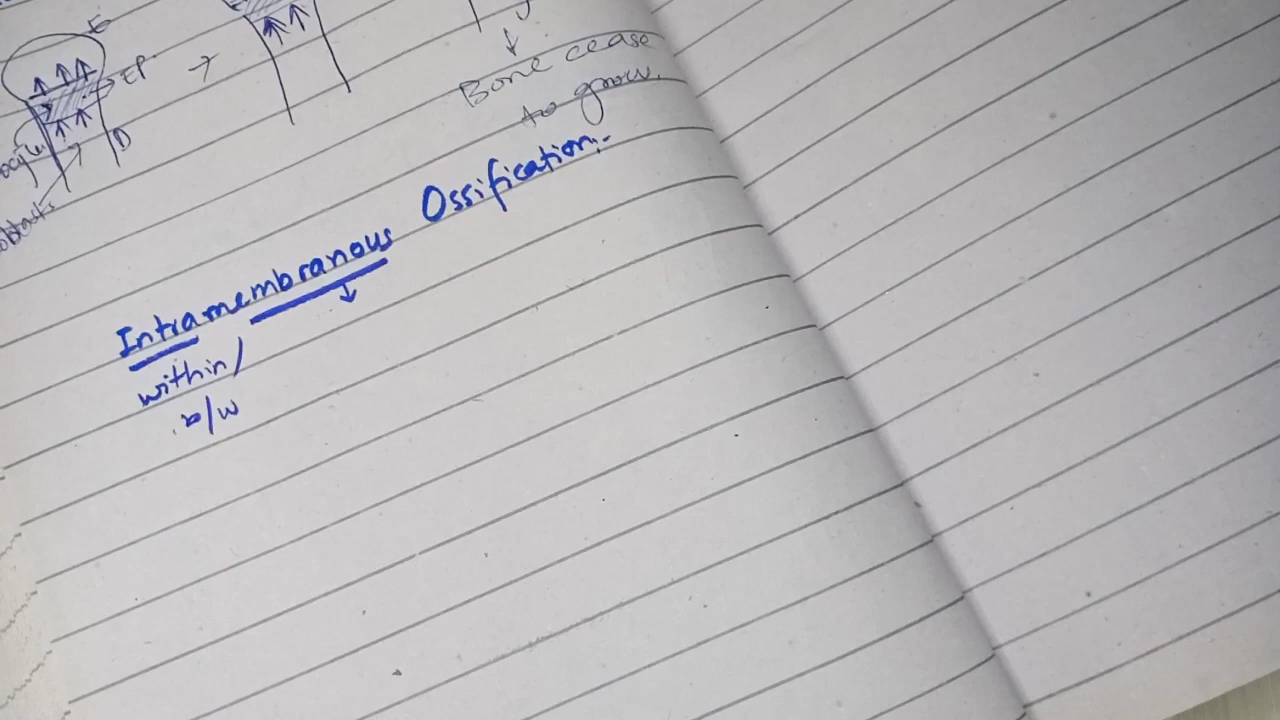 E
EP
D
Bone cease
to grow.
Intramembranous Ossification:-
within/
b/w